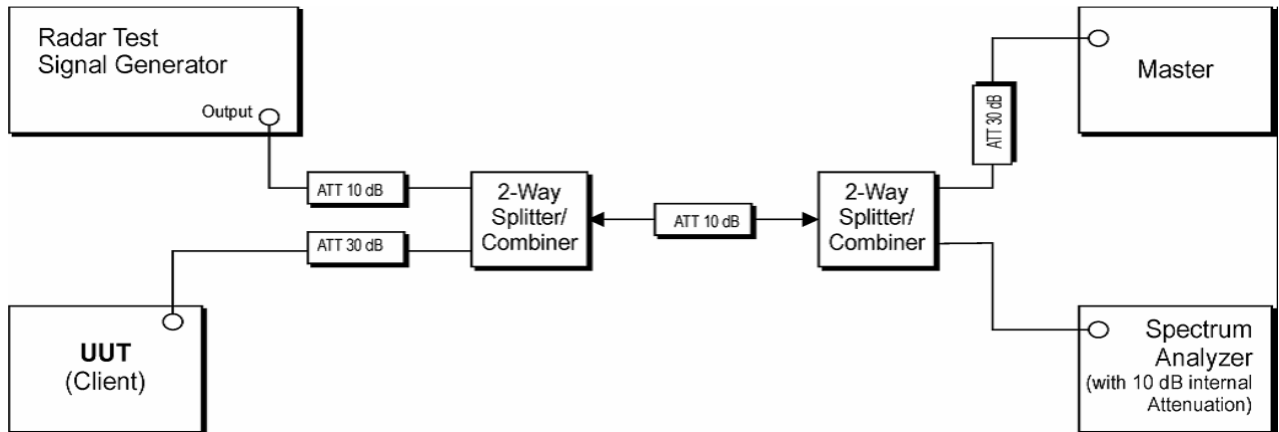 Radar Test
Signal Generator
Output
ATT 10 dB
ATT 30 dB
UUT
(Client)
2-Way
Splitter/
Combiner
ATT 10 dB
2-Way
Splitter/
Combiner
ATT 30 dB
Master
Spectrum
Analyzer
(with 10 dB internal
Attenuation)